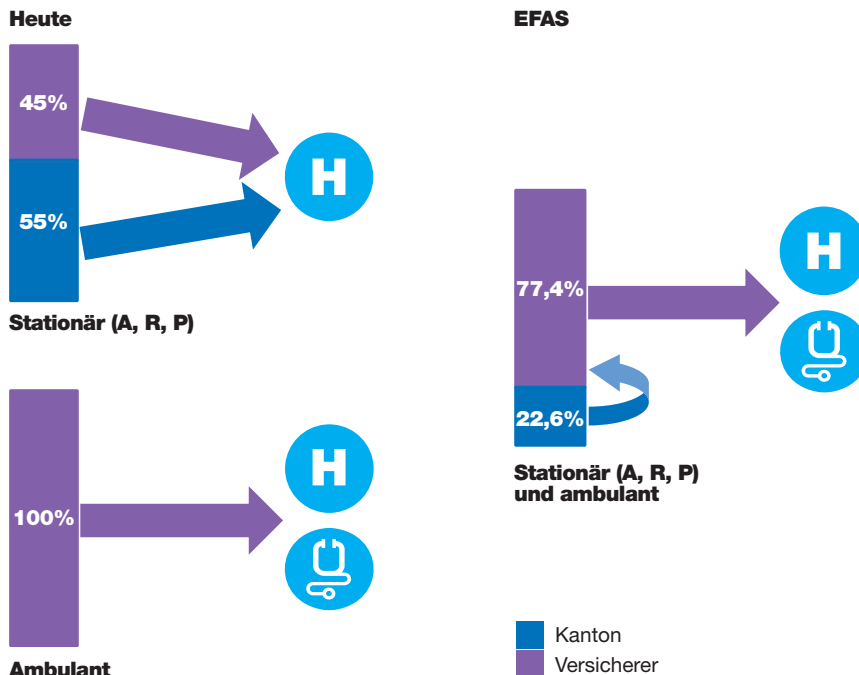 Heute
45%
55%
H
Stationär (A, R, P)
100%
H
Ambulant
EFAS
77,4%
22,6%
H
Stationär (A, R, P)
und ambulant
Kanton
Versicherer